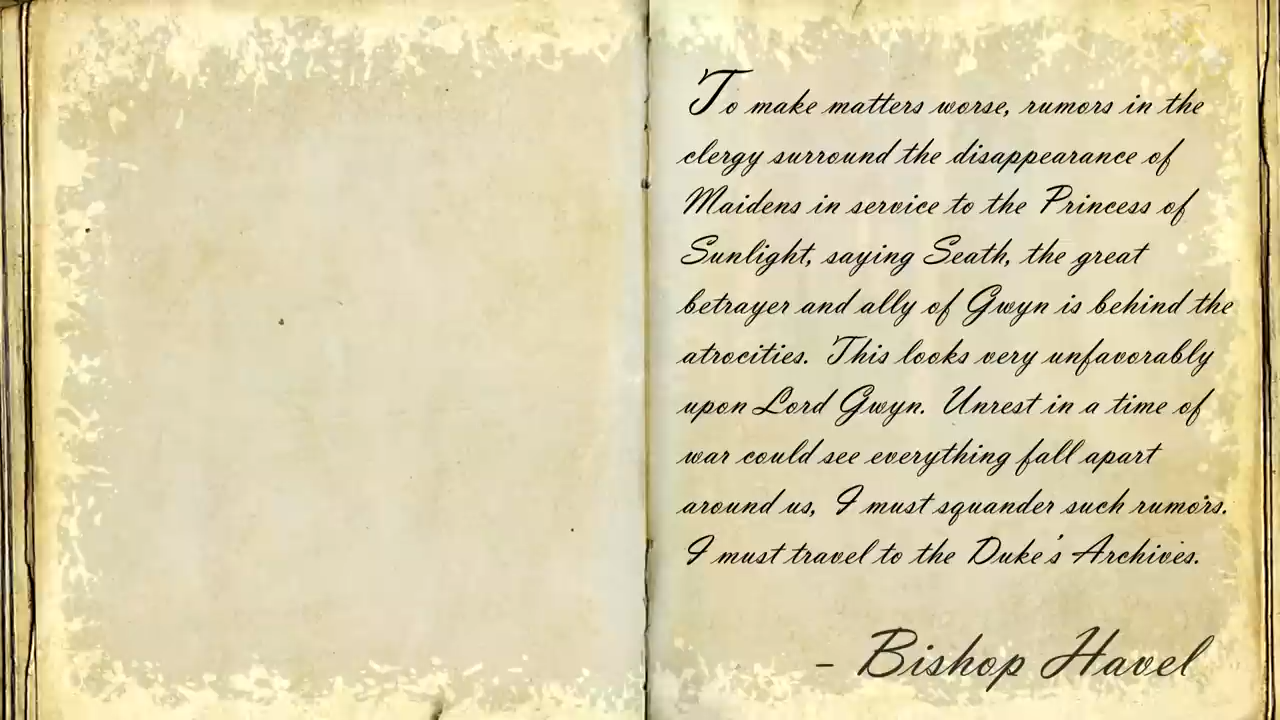 To make matters worse, rumors in the
clergy surround the disappearance of
Maidens in service to the Princess of
Sunlight, saying Seath, the great
betrayer and ally of Gwyn is behind the
atrocities. This looks very unfavorably
upon Lord Gwyn. Unrest in a time of
war could see everything fall apart
around us, I must squander such rumors.
I must travel to the Duke's Archives.
- Bishop Havel